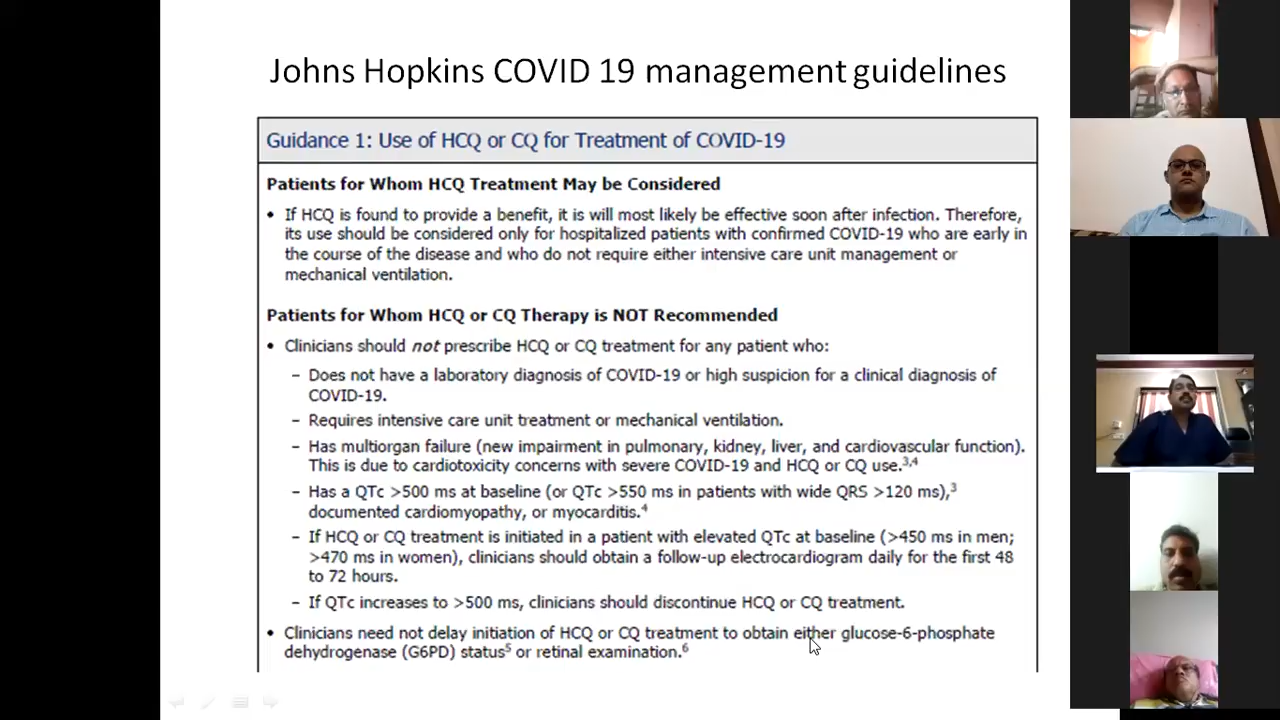 Johns Hopkins COVID 19 management guidelines
Guidance 1: Use of HCQ or CQ for Treatment of COVID-19
Patients for Whom HCQ Treatment May be Considered
• If HCQ is found to provide a benefit, it is will most likely be effective soon after infection. Therefore,
its use should be considered only for hospitalized patients with confirmed COVID-19 who are early in
the course of the disease and who do not require either intensive care unit management or
mechanical ventilation.
Patients for Whom HCQ or CQ Therapy is NOT Recommended
• Clinicians should not prescribe HCQ or CQ treatment for any patient who:
– Does not have a laboratory diagnosis of COVID-19 or high suspicion for a clinical diagnosis of
COVID-19.
– Requires intensive care unit treatment or mechanical ventilation.
– Has multiorgan failure (new impairment in pulmonary, kidney, liver, and cardiovascular function).
This is due to cardiotoxicity concerns with severe COVID-19 and HCQ or CQ use.3,4
– Has a QTc >500 ms at baseline (or QTc >550 ms in patients with wide QRS >120 ms),3
documented cardiomyopathy, or myocarditis.4
– If HCQ or CQ treatment is initiated in a patient with elevated QTc at baseline (>450 ms in men;
>470 ms in women), clinicians should obtain a follow-up electrocardiogram daily for the first 48
to 72 hours.
– If QTc increases to >500 ms, clinicians should discontinue HCQ or CQ treatment.
• Clinicians need not delay initiation of HCQ or CQ treatment to obtain either glucose-6-phosphate
dehydrogenase (G6PD) status5 or retinal examination.6